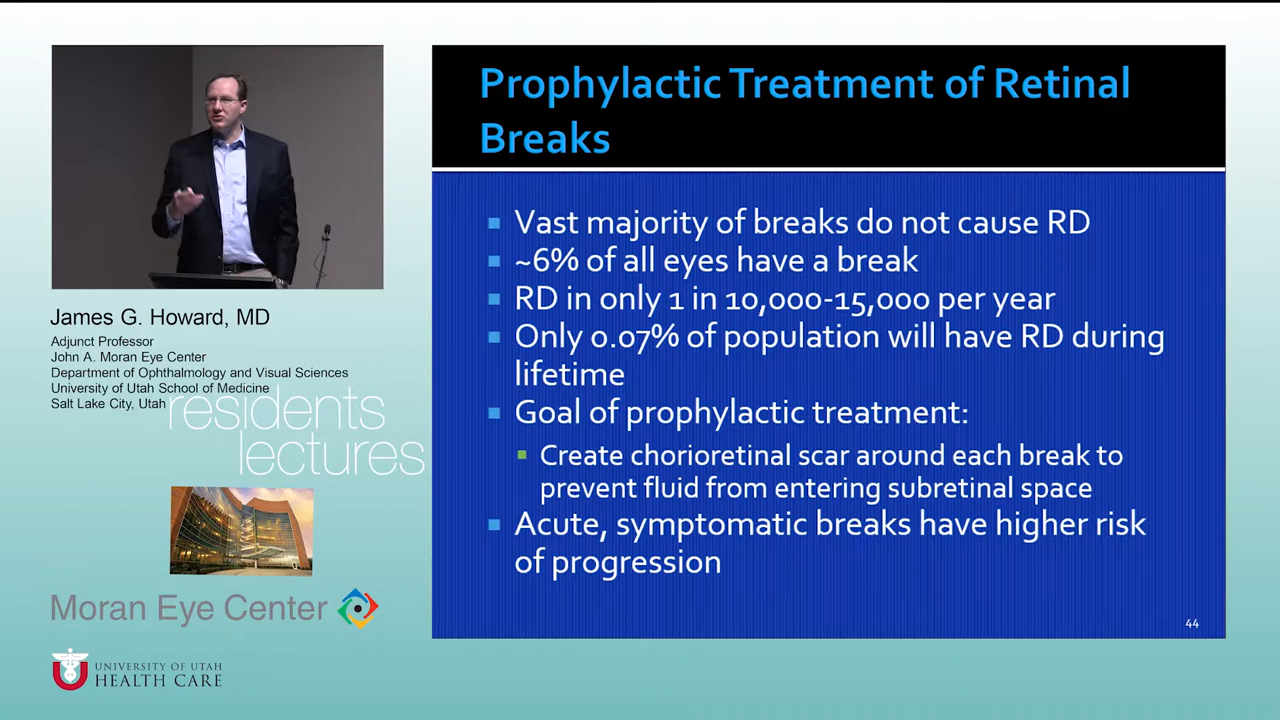 Prophylactic Treatment of Retinal
Breaks
Vast majority of breaks do not cause RD
~6% of all eyes have a break
RD in only 1 in 10,000-15,000 per year
Only 0.07% of population will have RD during
lifetime
Goal of prophylactic treatment:
Create chorioretinal scar around each break to
prevent fluid from entering subretinal space
Acute, symptomatic breaks have higher risk
of progression
44
James G. Howard, MD
Adjunct Professor
John A. Moran Eye Center
Department of Ophthalmology and Visual Sciences
University of Utah School of Medicine
Salt Lake City, Utah
residents
lectures
Moran Eye Center
UNIVERSITY OF UTAH
HEALTH CARE